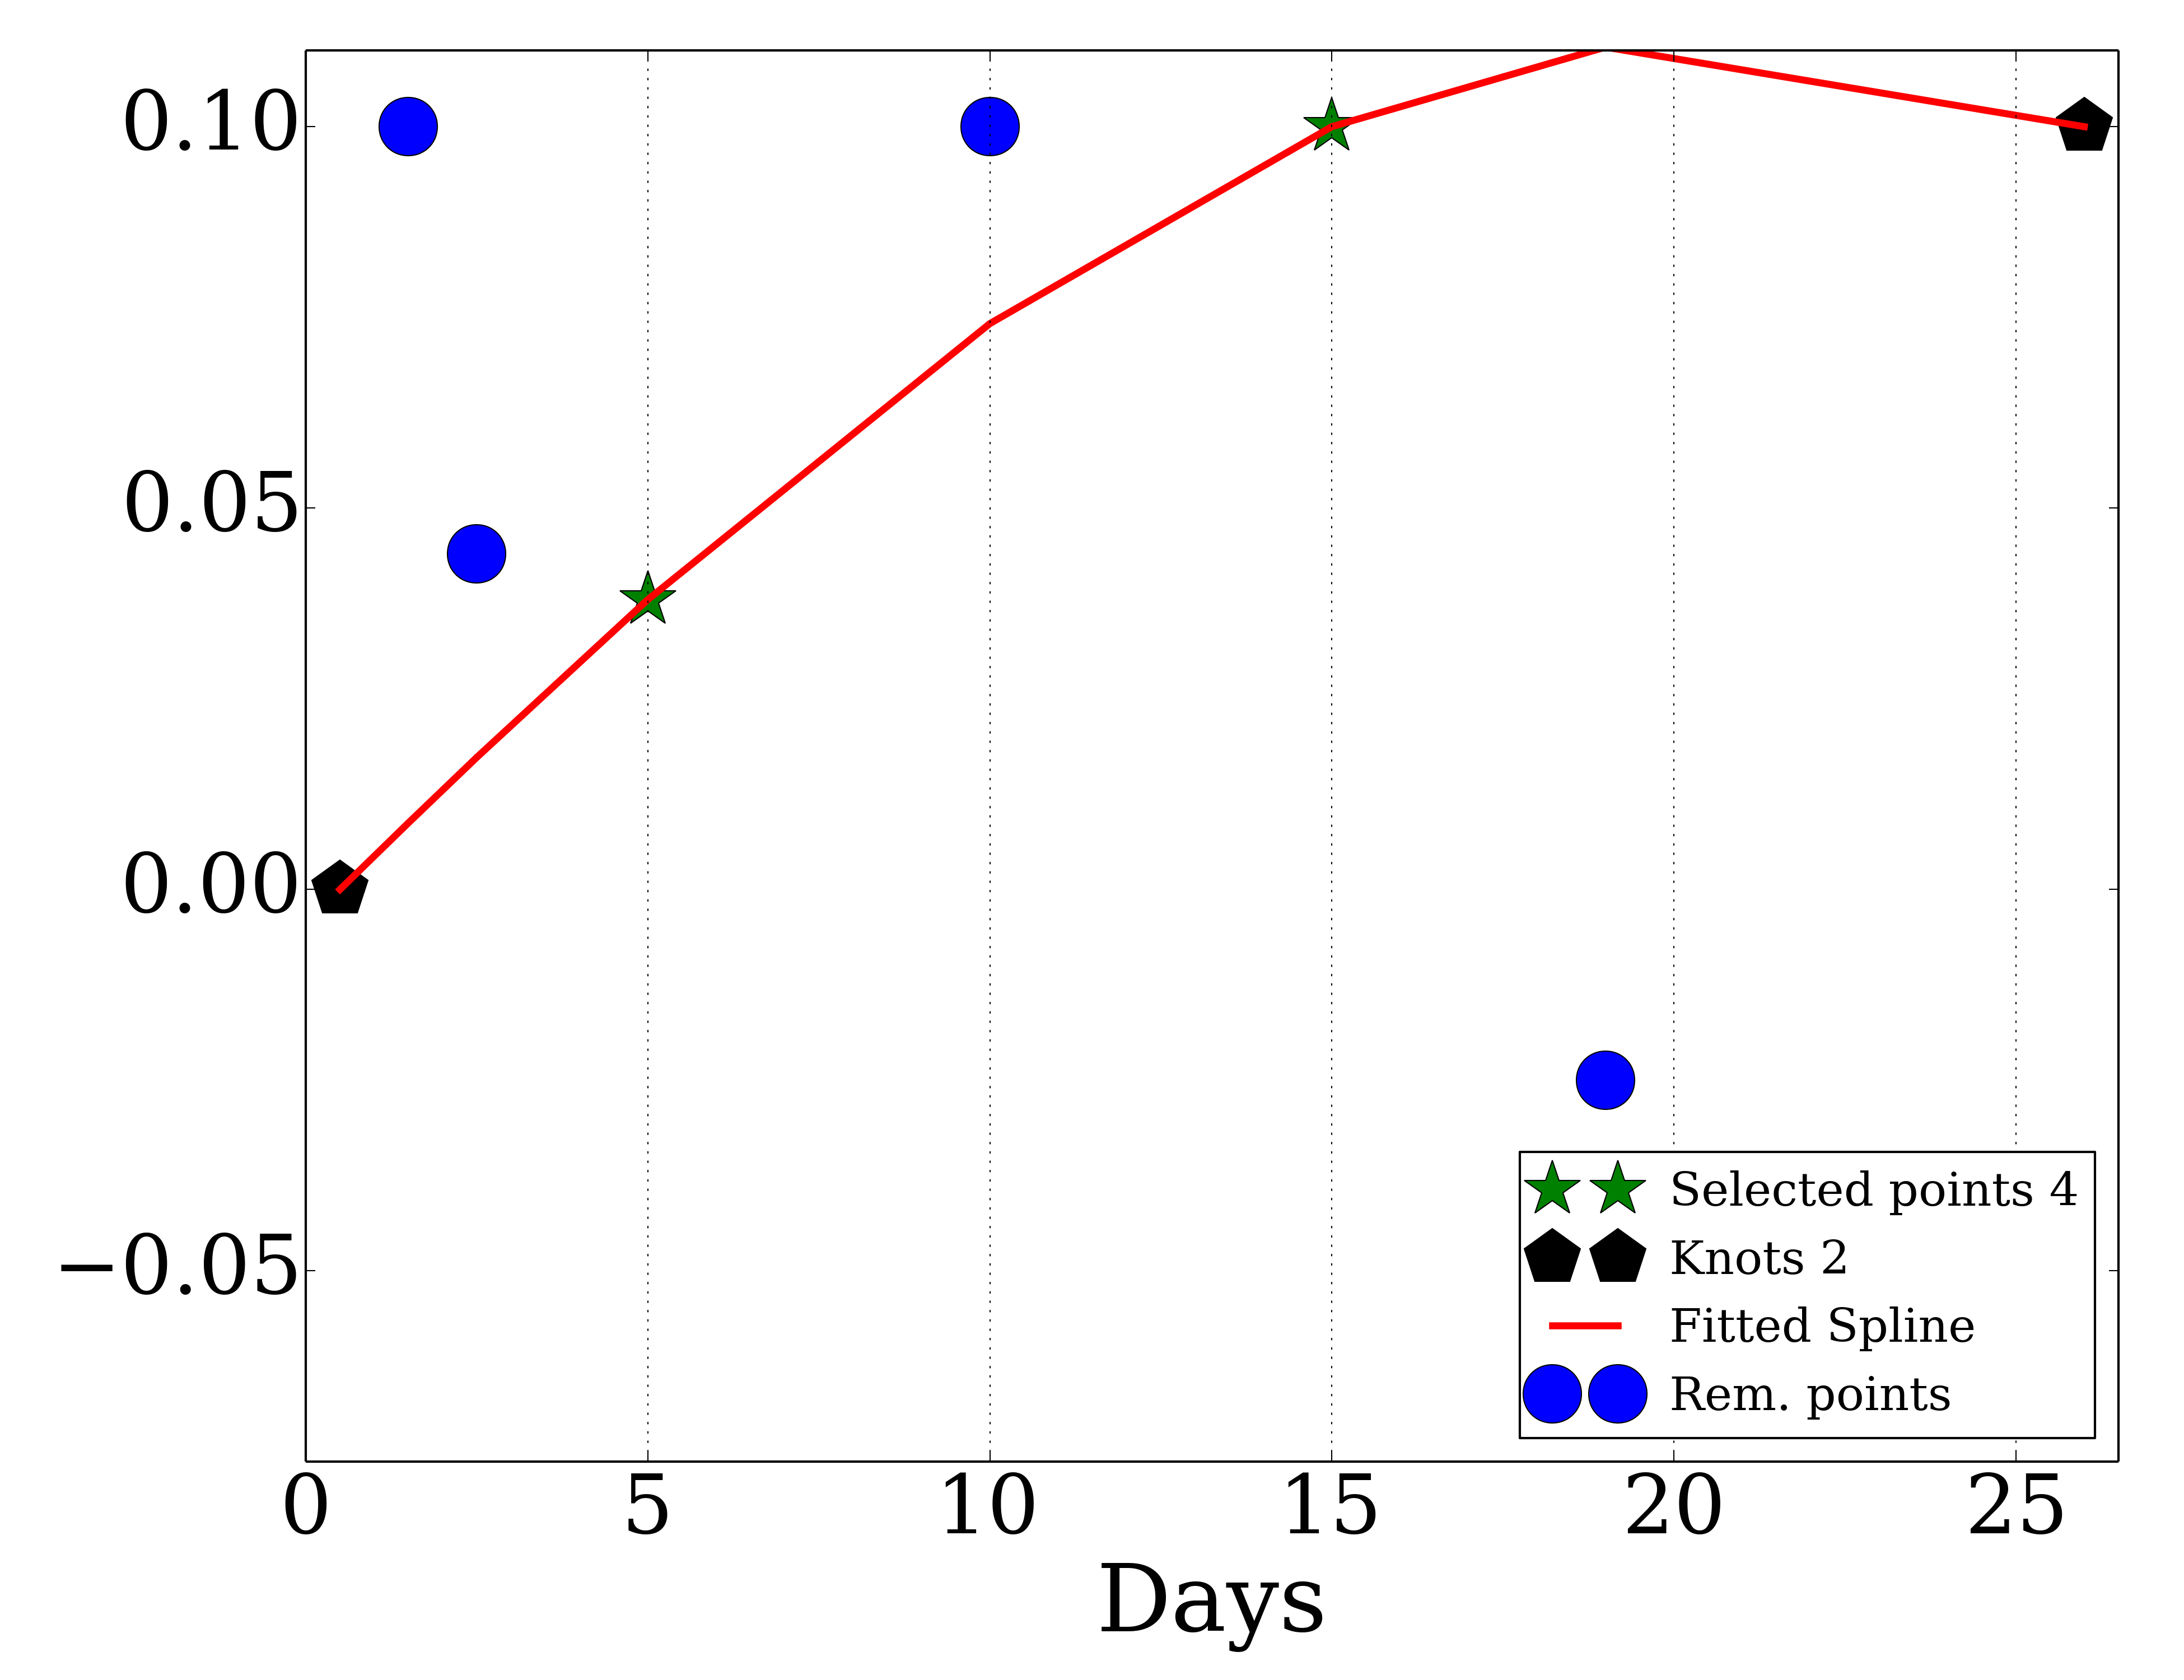 0.10
0.05
0.00
−0.05
Selected points 4
Knots 2
Fitted Spline
Rem. points
0 5 10 15 20 25
Days